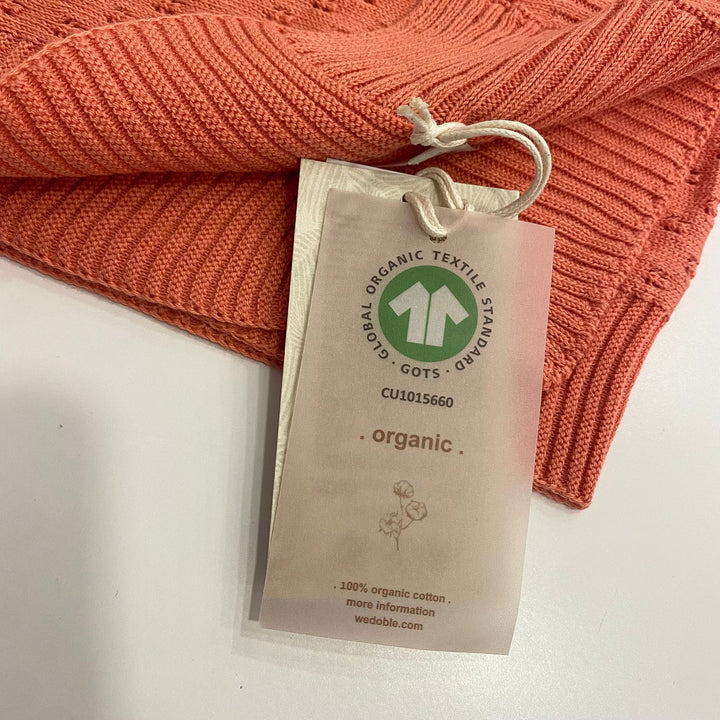 · GLOBAL ORGANIC TEXTILE STANDARD ·
GOTS
CU1015660
. organic .
. 100% organic cotton .
more information
wedoble.com